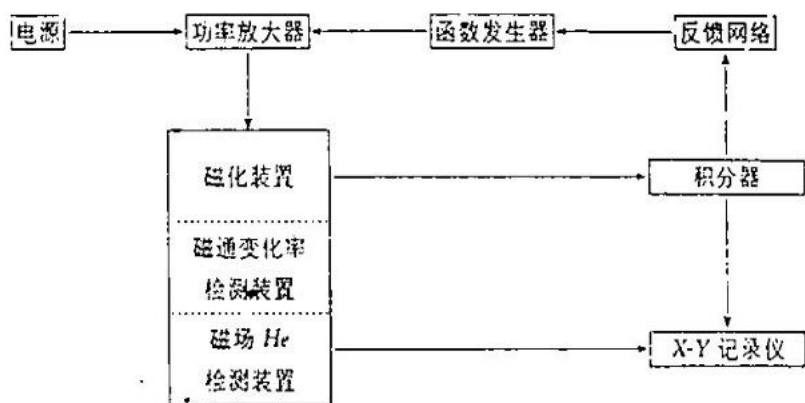 电源
功率放大器
函数发生器
反馈网络
磁化装置
积分器
磁通变化率
检测装置
磁场 He
检测装置
X-Y 记录仪